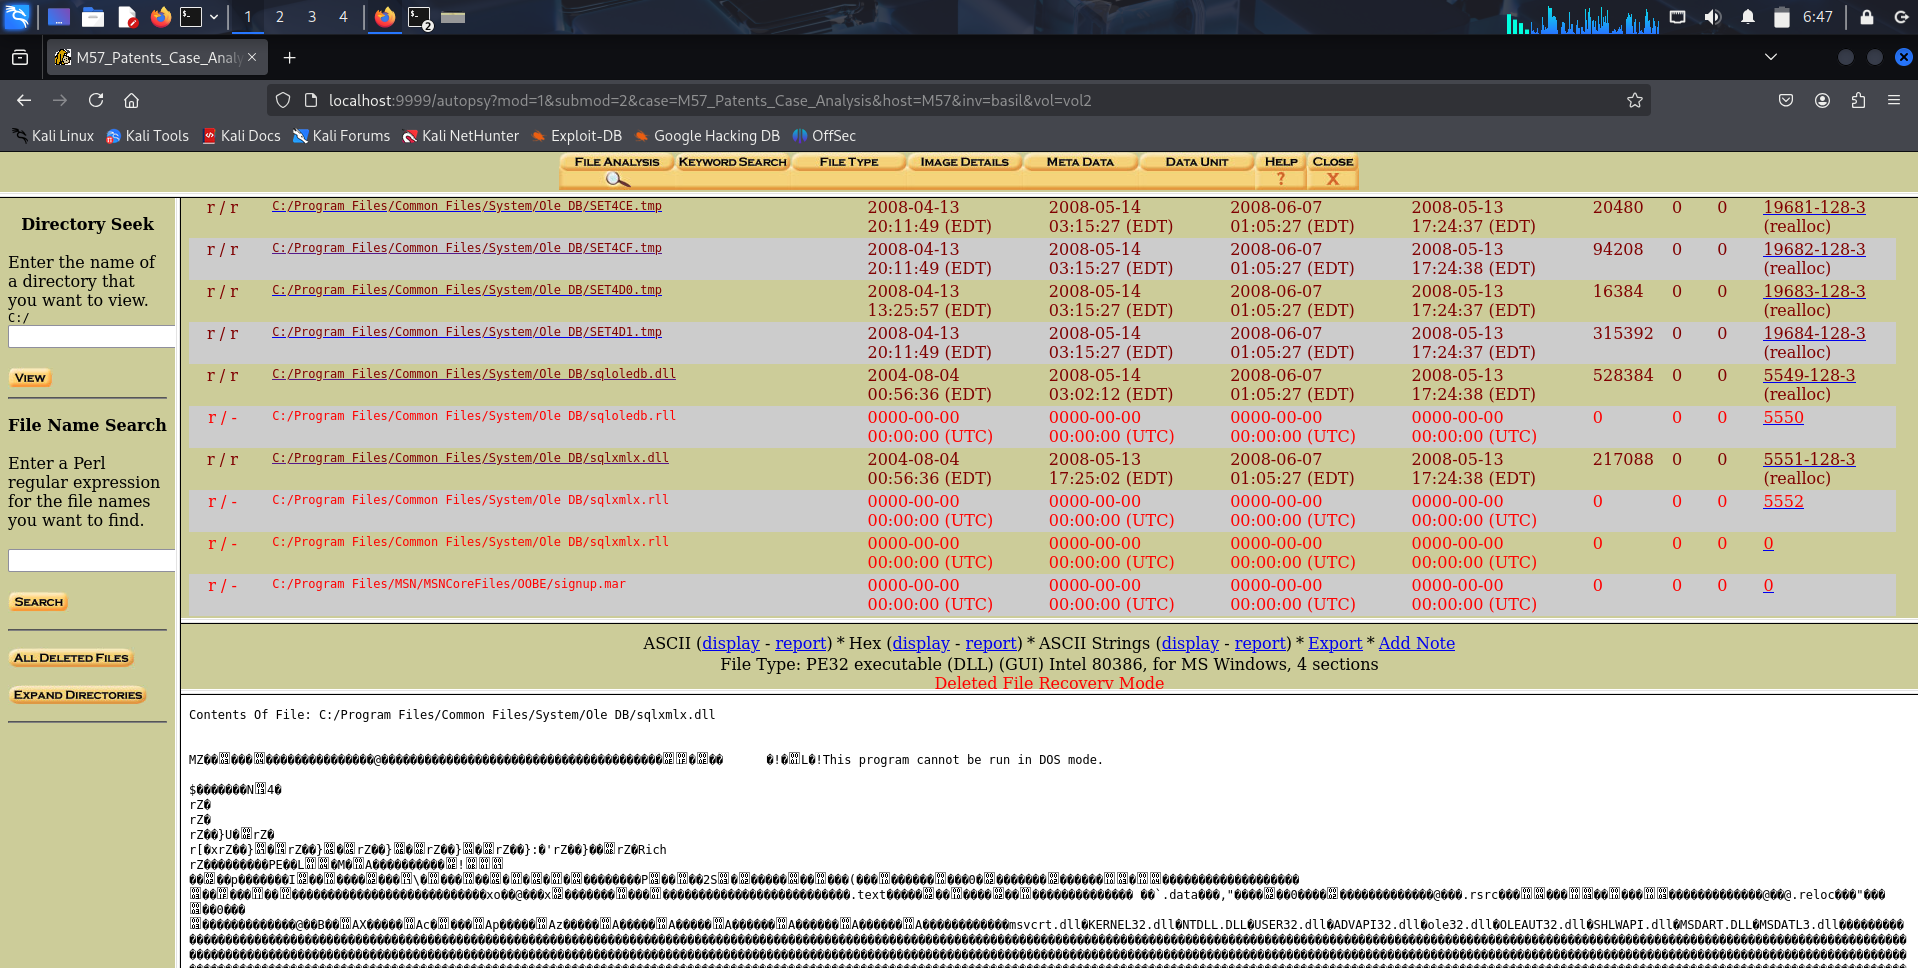 1 2 3 4 2 6:47
M57_Patents_Case_Analy
localhost:9999/autopsy?mod=1&submod=2&case=M57_Patents_Case_Analysis&host=M57&inv=basil&vol=vol2
Kali Linux Kali Tools Kali Docs Kali Forums Kali NetHunter Exploit-DB Google Hacking DB OffSec
FILE ANALYSIS KEYWORD SEARCH FILE TYPE IMAGE DETAILS META DATA DATA UNIT HELP CLOSE
? X
Directory Seek
Enter the name of
a directory that
you want to view.
C:/
VIEW
File Name Search
Enter a Perl
regular expression
for the file names
you want to find.
SEARCH
ALL DELETED FILES
EXPAND DIRECTORIES
r / r C:/Program Files/Common Files/System/Ole DB/SET4CE.tmp 2008-04-13 2008-05-14 2008-06-07 2008-05-13 20480 0 0 19681-128-3
20:11:49 (EDT) 03:15:27 (EDT) 01:05:27 (EDT) 17:24:37 (EDT) (realloc)
r / r C:/Program Files/Common Files/System/Ole DB/SET4CF.tmp 2008-04-13 2008-05-14 2008-06-07 2008-05-13 94208 0 0 19682-128-3
20:11:49 (EDT) 03:15:27 (EDT) 01:05:27 (EDT) 17:24:38 (EDT) (realloc)
r / r C:/Program Files/Common Files/System/Ole DB/SET4D0.tmp 2008-04-13 2008-05-14 2008-06-07 2008-05-13 16384 0 0 19683-128-3
13:25:57 (EDT) 03:15:27 (EDT) 01:05:27 (EDT) 17:24:37 (EDT) (realloc)
r / r C:/Program Files/Common Files/System/Ole DB/SET4D1.tmp 2008-04-13 2008-05-14 2008-06-07 2008-05-13 315392 0 0 19684-128-3
20:11:49 (EDT) 03:15:27 (EDT) 01:05:27 (EDT) 17:24:37 (EDT) (realloc)
r / r C:/Program Files/Common Files/System/Ole DB/sqloledb.dll 2004-08-04 2008-05-14 2008-06-07 2008-05-13 528384 0 0 5549-128-3
00:56:36 (EDT) 03:02:12 (EDT) 01:05:27 (EDT) 17:24:38 (EDT) (realloc)
r / - C:/Program Files/Common Files/System/Ole DB/sqloledb.rll 0000-00-00 0000-00-00 0000-00-00 0000-00-00 0 0 0 5550
00:00:00 (UTC) 00:00:00 (UTC) 00:00:00 (UTC) 00:00:00 (UTC)
r / r C:/Program Files/Common Files/System/Ole DB/sqlxmlx.dll 2004-08-04 2008-05-13 2008-06-07 2008-05-13 217088 0 0 5551-128-3
00:56:36 (EDT) 17:25:02 (EDT) 01:05:27 (EDT) 17:24:38 (EDT) (realloc)
r / - C:/Program Files/Common Files/System/Ole DB/sqlxmlx.rll 0000-00-00 0000-00-00 0000-00-00 0000-00-00 0 0 0 5552
00:00:00 (UTC) 00:00:00 (UTC) 00:00:00 (UTC) 00:00:00 (UTC)
r / - C:/Program Files/Common Files/System/Ole DB/sqlxmlx.rll 0000-00-00 0000-00-00 0000-00-00 0000-00-00 0 0 0 0
00:00:00 (UTC) 00:00:00 (UTC) 00:00:00 (UTC) 00:00:00 (UTC)
r / - C:/Program Files/MSN/MSNCoreFiles/OOBE/signup.mar 0000-00-00 0000-00-00 0000-00-00 0000-00-00 0 0 0 0
00:00:00 (UTC) 00:00:00 (UTC) 00:00:00 (UTC) 00:00:00 (UTC)
ASCII (display - report) * Hex (display - report) * ASCII Strings (display - report) * Export * Add Note
File Type: PE32 executable (DLL) (GUI) Intel 80386, for MS Windows, 4 sections
Deleted File Recovery Mode
Contents Of File: C:/Program Files/Common Files/System/Ole DB/sqlxmlx.dll
MZ !This program cannot be run in DOS mode.
rZ
rZ
Rich
.text .data .rsrc .reloc
msvcrt.dll KERNEL32.dll NTDLL.DLL USER32.dll ADVAPI32.dll ole32.dll OLEAUT32.dll SHLWAPI.dll MSDART.DLL MSDATL3.dll